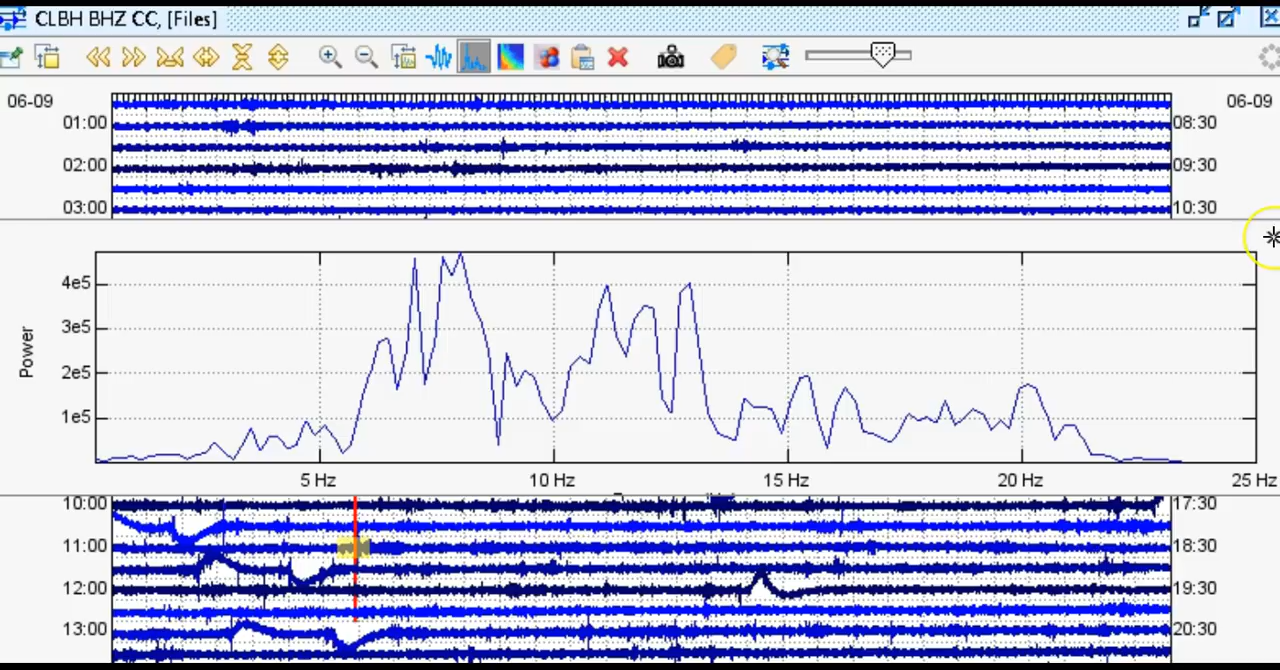 CLBH BHZ CC, [Files]
06-09
06-09
01:00
08:30
02:00
09:30
03:00
10:30
Power
4e5
3e5
2e5
1e5
5 Hz
10 Hz
15 Hz
20 Hz
25 Hz
10:00
17:30
11:00
18:30
12:00
19:30
13:00
20:30